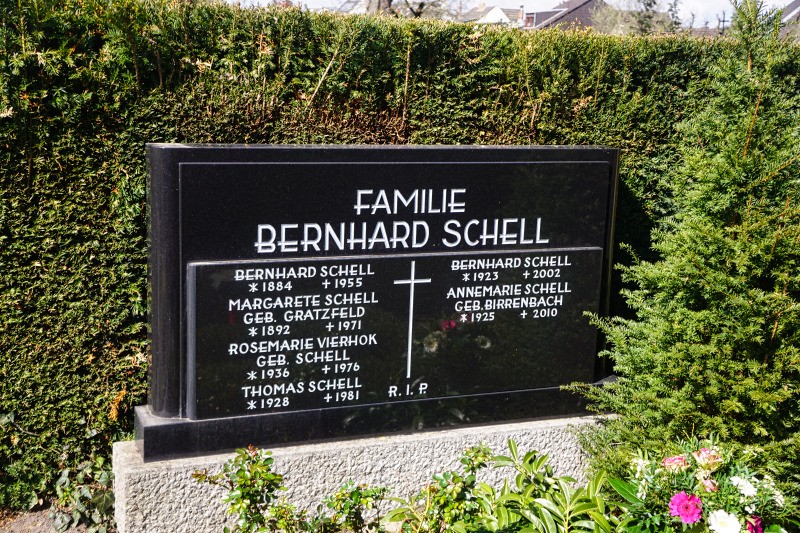 FAMILIE
BERNHARD SCHELL
BERNHARD SCHELL
*1884 +1955
MARGARETE SCHELL
GEB. GRATZFELD
*1892 +1971
ROSEMARIE VIERHOK
GEB. SCHELL
*1936 +1976
THOMAS SCHELL
*1928 +1981
BERNHARD SCHELL
*1923 +2002
ANNEMARIE SCHELL
GEB. BIRRENBACH
*1925 +2010
R.I.P.